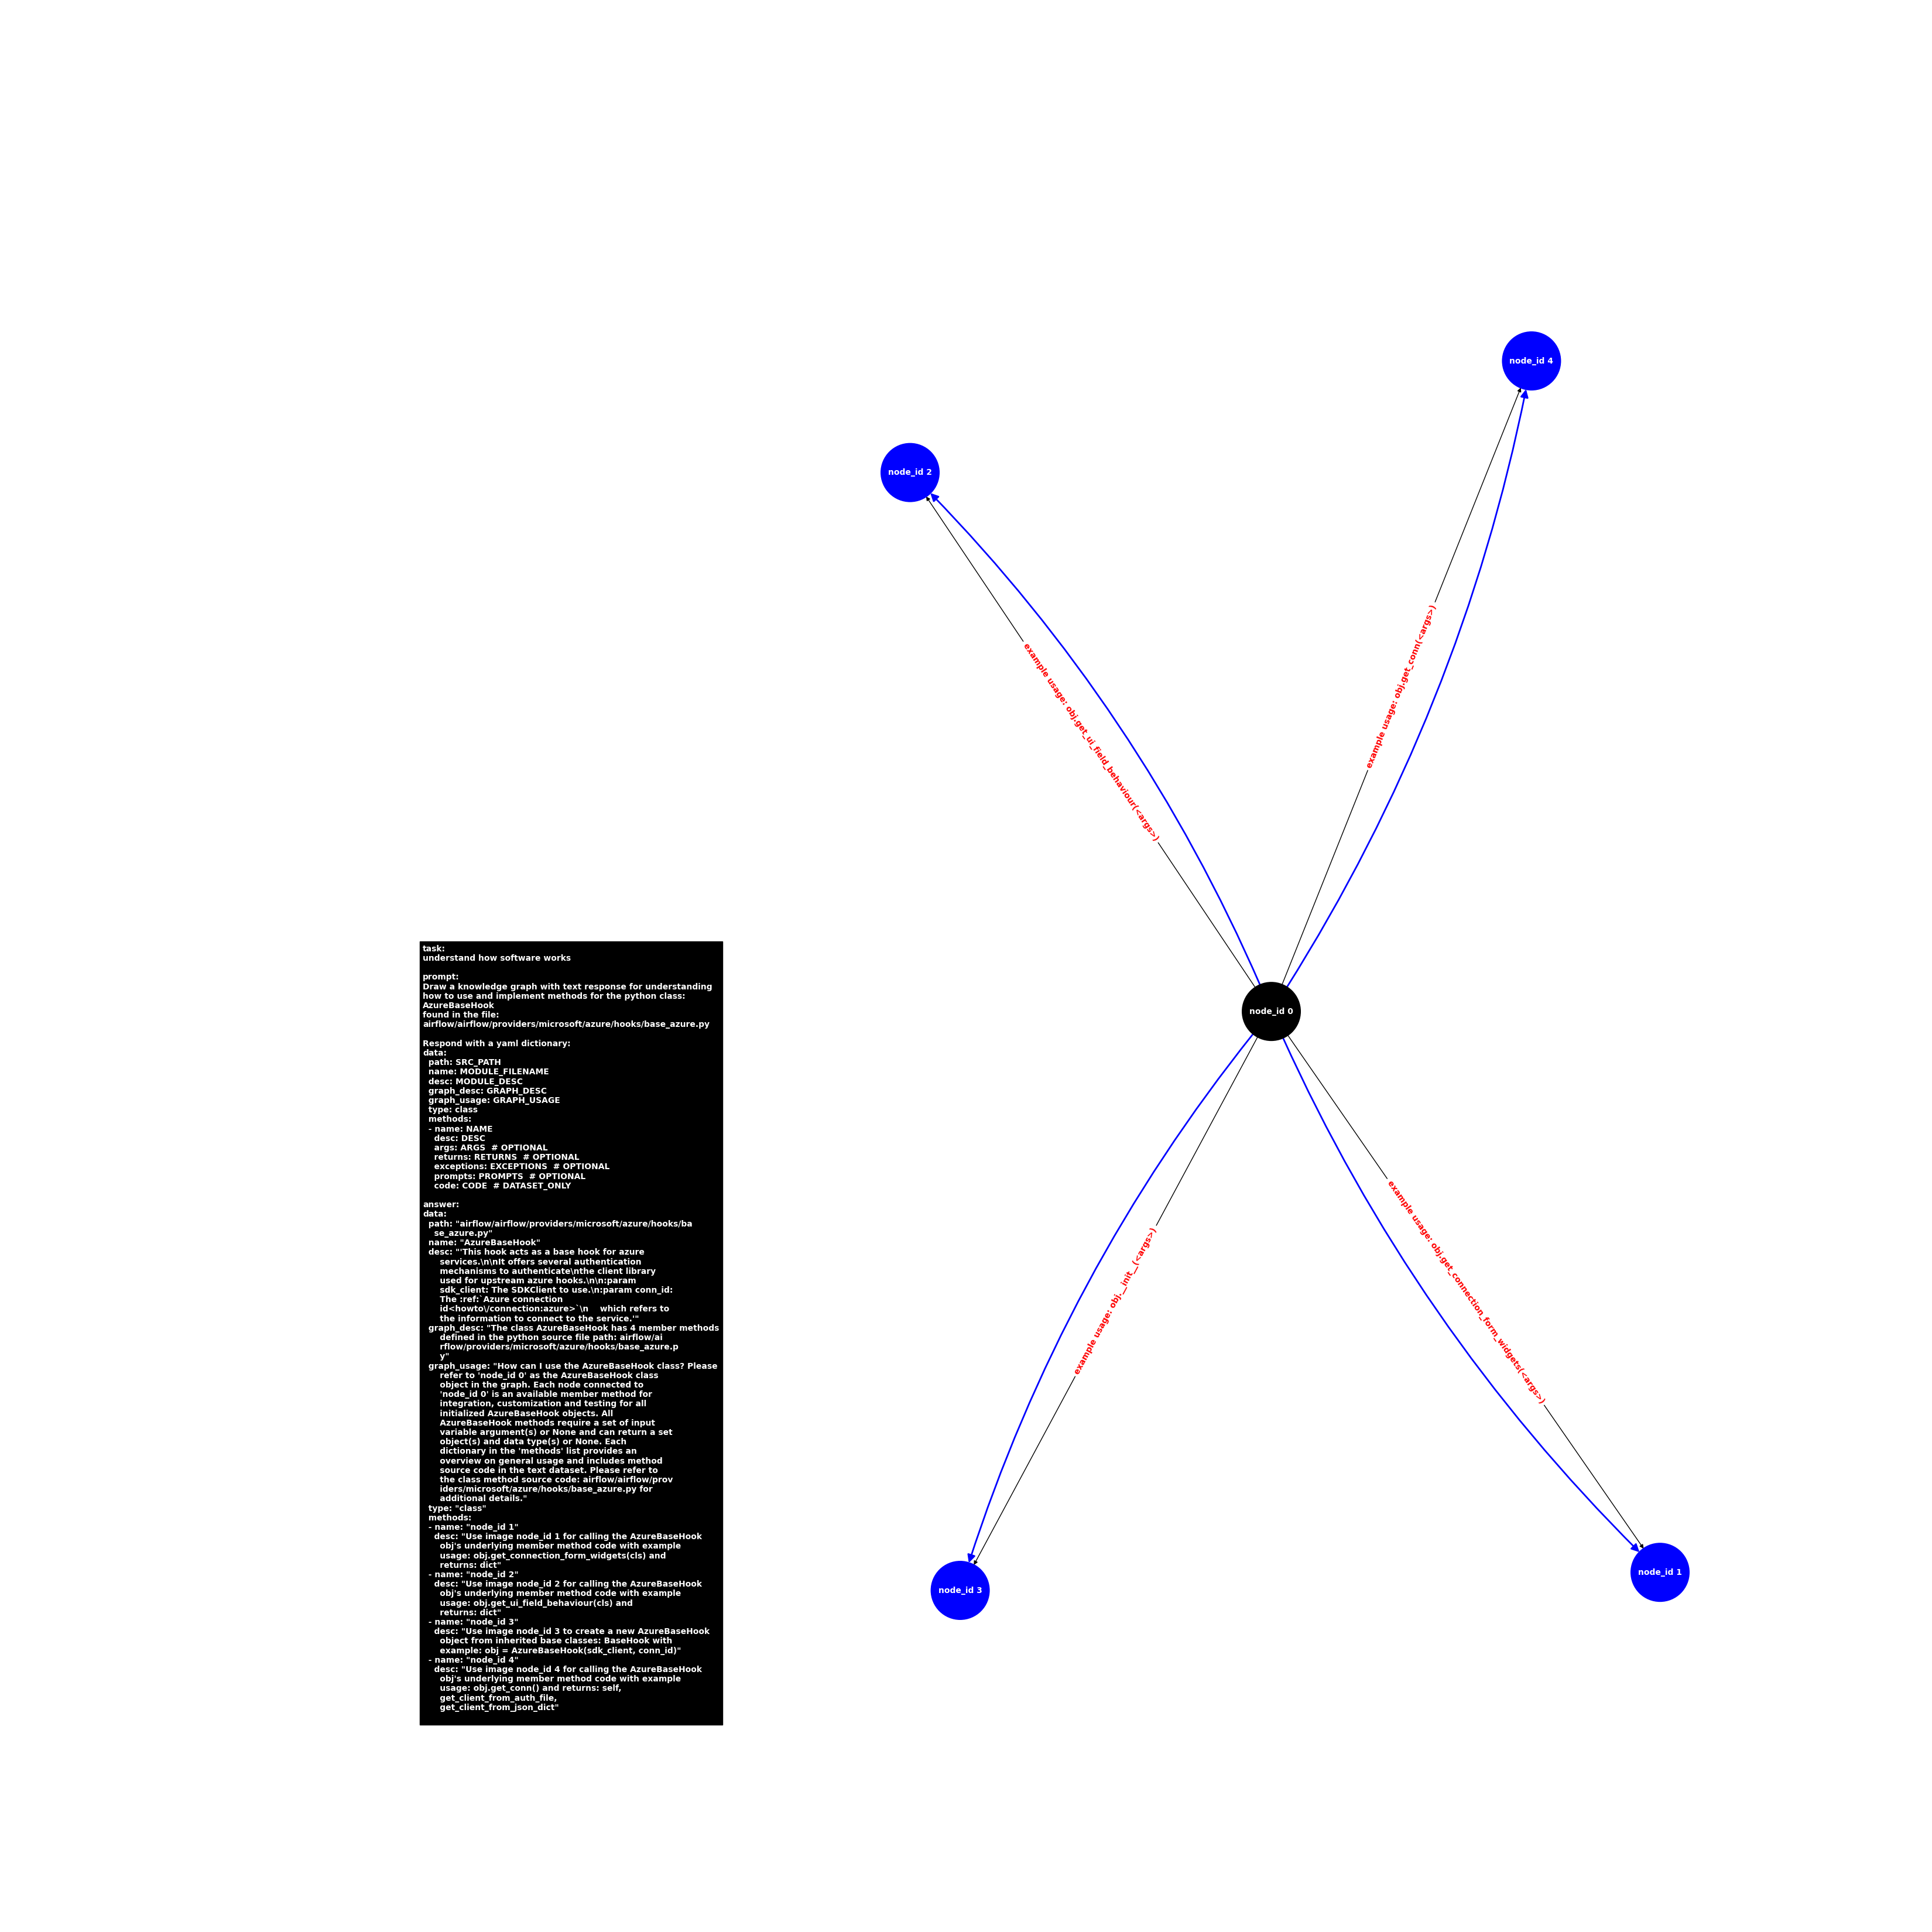 node_id 4
node_id 2
example usage: obj.get_conn(<args>)
example usage: obj.get_ui_field_behaviour(<args>)
task:
understand how software works

prompt:
Draw a knowledge graph with text response for understanding
how to use and implement methods for the python class:
AzureBaseHook
found in the file:
airflow/airflow/providers/microsoft/azure/hooks/base_azure.py

Respond with a yaml dictionary:
data:
  path: SRC_PATH
  name: MODULE_FILENAME
  desc: MODULE_DESC
  graph_desc: GRAPH_DESC
  graph_usage: GRAPH_USAGE
  type: class
  methods:
  - name: NAME
    desc: DESC
    args: ARGS  # OPTIONAL
    returns: RETURNS  # OPTIONAL
    exceptions: EXCEPTIONS  # OPTIONAL
    prompts: PROMPTS  # OPTIONAL
    code: CODE  # DATASET_ONLY

answer:
data:
  path: "airflow/airflow/providers/microsoft/azure/hooks/ba
    se_azure.py"
  name: "AzureBaseHook"
  desc: "'This hook acts as a base hook for azure
      services.\n\nIt offers several authentication
      mechanisms to authenticate\nthe client library
      used for upstream azure hooks.\n\n:param
      sdk_client: The SDKClient to use.\n:param conn_id:
      The :ref:`Azure connection
      id<howto\/connection:azure>`\n    which refers to
      the information to connect to the service.'"
  graph_desc: "The class AzureBaseHook has 4 member methods
      defined in the python source file path: airflow/ai
      rflow/providers/microsoft/azure/hooks/base_azure.p
      y"
  graph_usage: "How can I use the AzureBaseHook class? Please
      refer to 'node_id 0' as the AzureBaseHook class
      object in the graph. Each node connected to
      'node_id 0' is an available member method for
      integration, customization and testing for all
      initialized AzureBaseHook objects. All
      AzureBaseHook methods require a set of input
      variable argument(s) or None and can return a set
      object(s) and data type(s) or None. Each
      dictionary in the 'methods' list provides an
      overview on general usage and includes method
      source code in the text dataset. Please refer to
      the class method source code: airflow/airflow/prov
      iders/microsoft/azure/hooks/base_azure.py for
      additional details."
  type: "class"
  methods:
  - name: "node_id 1"
    desc: "Use image node_id 1 for calling the AzureBaseHook
      obj's underlying member method code with example
      usage: obj.get_connection_form_widgets(cls) and
      returns: dict"
  - name: "node_id 2"
    desc: "Use image node_id 2 for calling the AzureBaseHook
      obj's underlying member method code with example
      usage: obj.get_ui_field_behaviour(cls) and
      returns: dict"
  - name: "node_id 3"
    desc: "Use image node_id 3 to create a new AzureBaseHook
      object from inherited base classes: BaseHook with
      example: obj = AzureBaseHook(sdk_client, conn_id)"
  - name: "node_id 4"
    desc: "Use image node_id 4 for calling the AzureBaseHook
      obj's underlying member method code with example
      usage: obj.get_conn() and returns: self,
      get_client_from_auth_file,
      get_client_from_json_dict"
node_id 0
example usage: obj.__init__(<args>)
example usage: obj.get_connection_form_widgets(<args>)
node_id 1
node_id 3